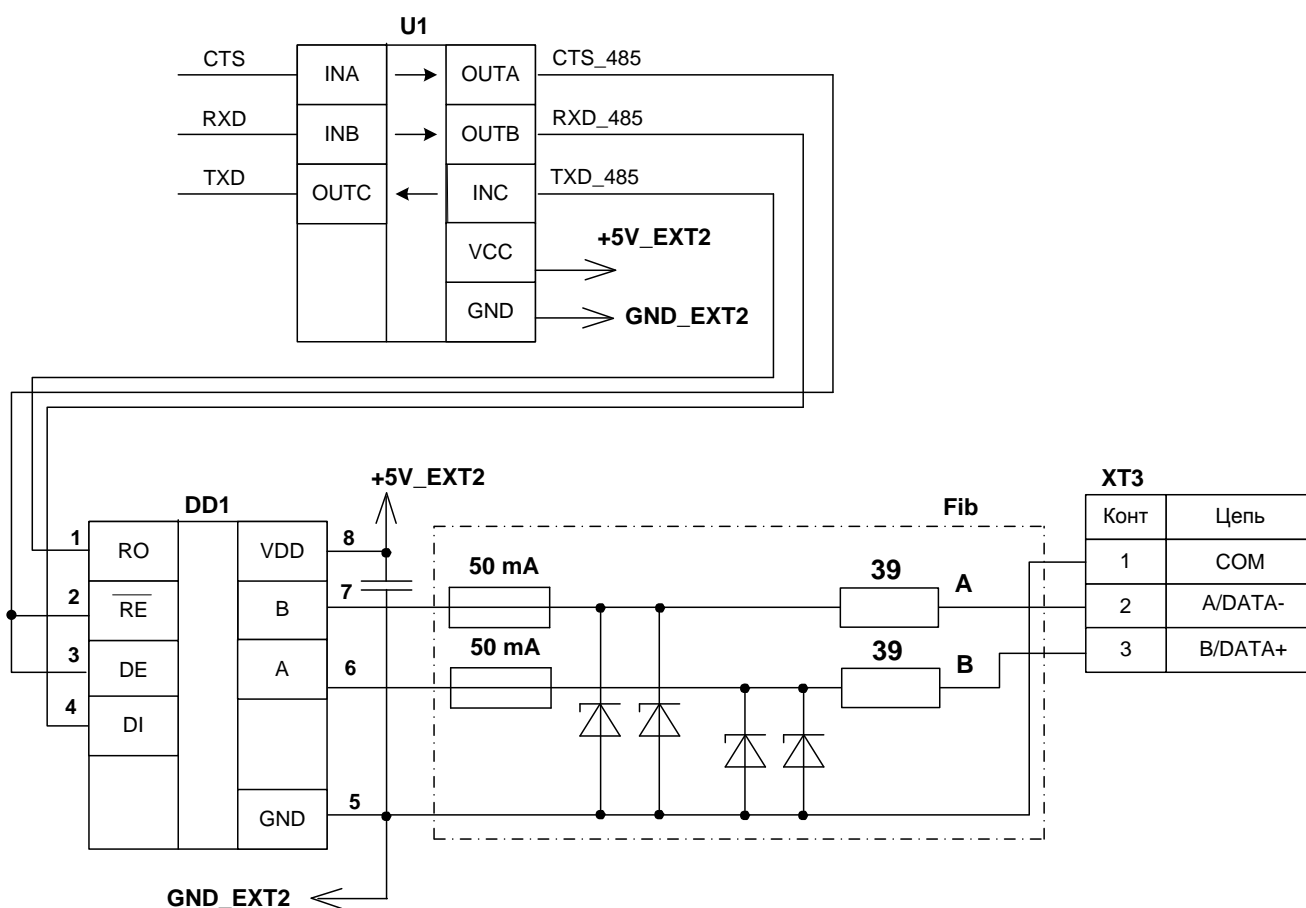 U1
CTS INA OUTA CTS_485
RXD INB OUTB RXD_485
TXD OUTC INC TXD_485
VCC +5V_EXT2
GND GND_EXT2
+5V_EXT2
DD1
1 RO VDD 8
2 RE B 7
3 DE A 6
4 DI
GND 5
GND_EXT2
Fib
50 mA 39 A
50 mA 39 B
XT3
Конт Цепь
1 COM
2 A/DATA-
3 B/DATA+